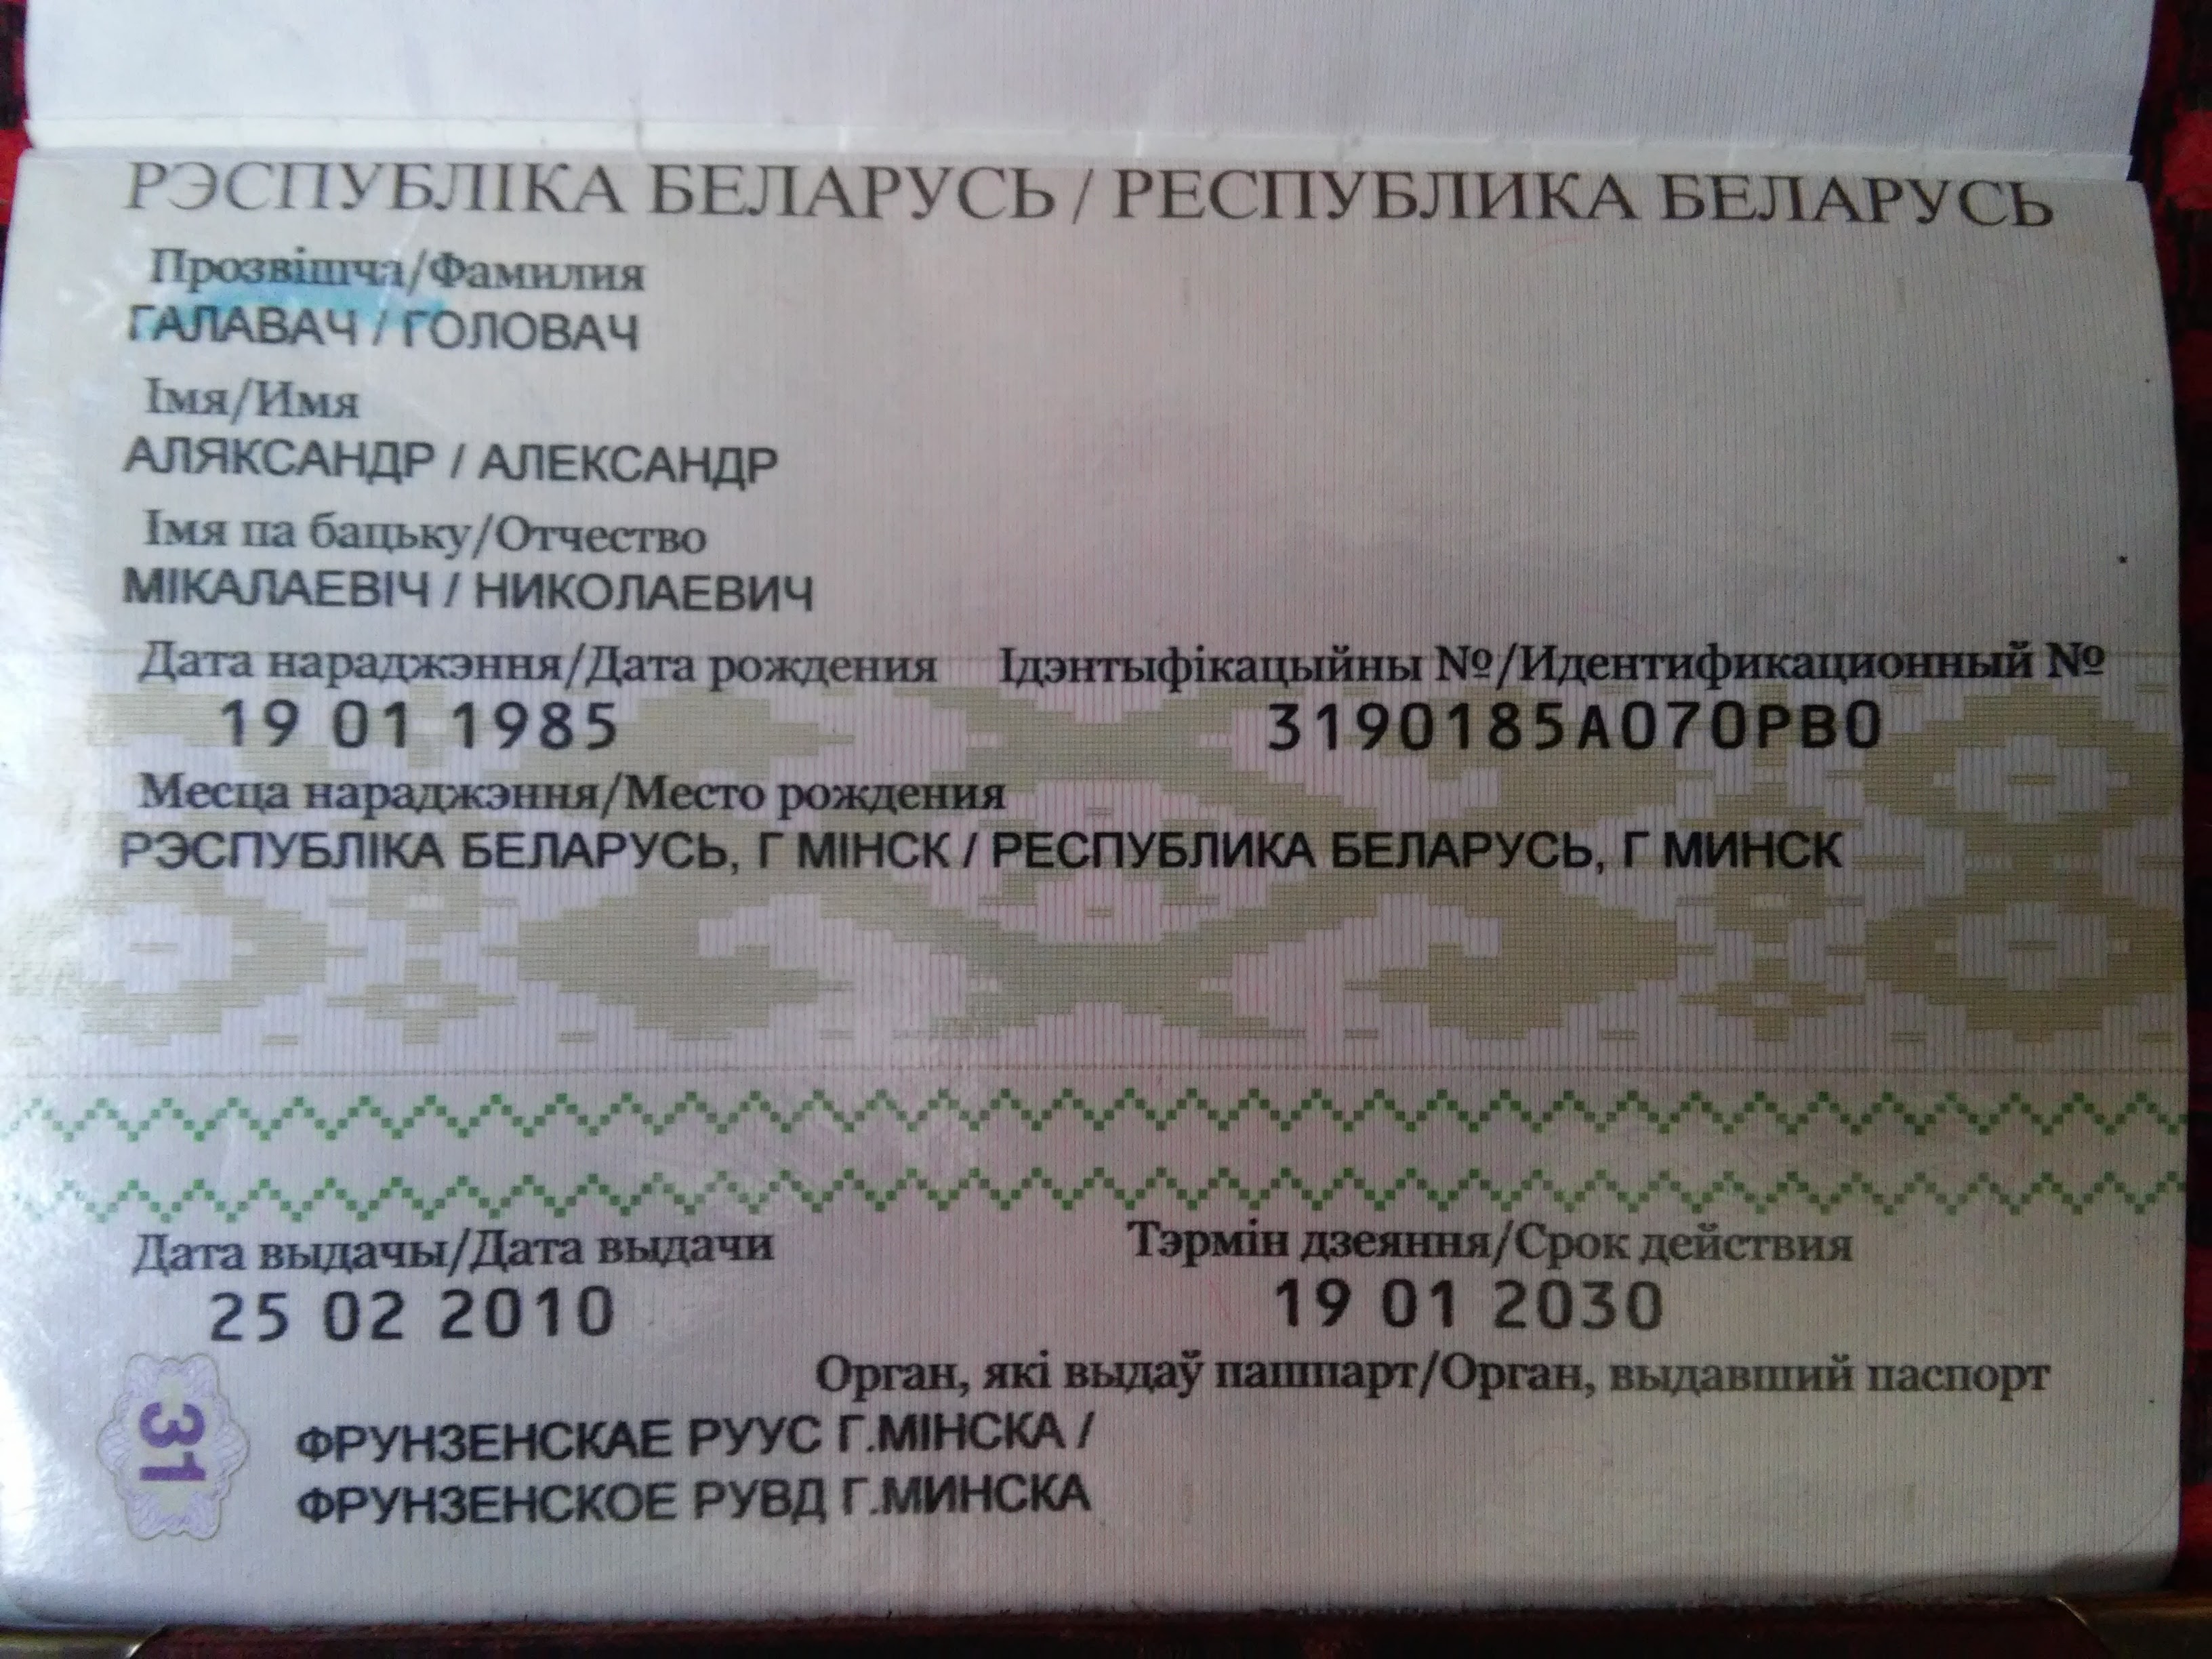 РЭСПУБЛІКА БЕЛАРУСЬ / РЕСПУБЛИКА БЕЛАРУСЬ
Прозвішча/Фамилия
ГАЛАВАЧ / ГОЛОВАЧ
Імя/Имя
АЛЯКСАНДР / АЛЕКСАНДР
Імя па бацьку/Отчество
МІКАЛАЕВІЧ / НИКОЛАЕВИЧ
Дата нараджэння/Дата рождения Ідэнтыфікацыйны №/Идентификационный №
19 01 1985 3190185A070PB0
Месца нараджэння/Место рождения
РЭСПУБЛІКА БЕЛАРУСЬ, Г МІНСК / РЕСПУБЛИКА БЕЛАРУСЬ, Г МИНСК
Дата выдачы/Дата выдачи Тэрмін дзеяння/Срок действия
25 02 2010 19 01 2030
Орган, які выдаў пашпарт/Орган, выдавший паспорт
ФРУНЗЕНСКАЕ РУУС Г.МІНСКА /
ФРУНЗЕНСКОЕ РУВД Г.МИНСКА
31